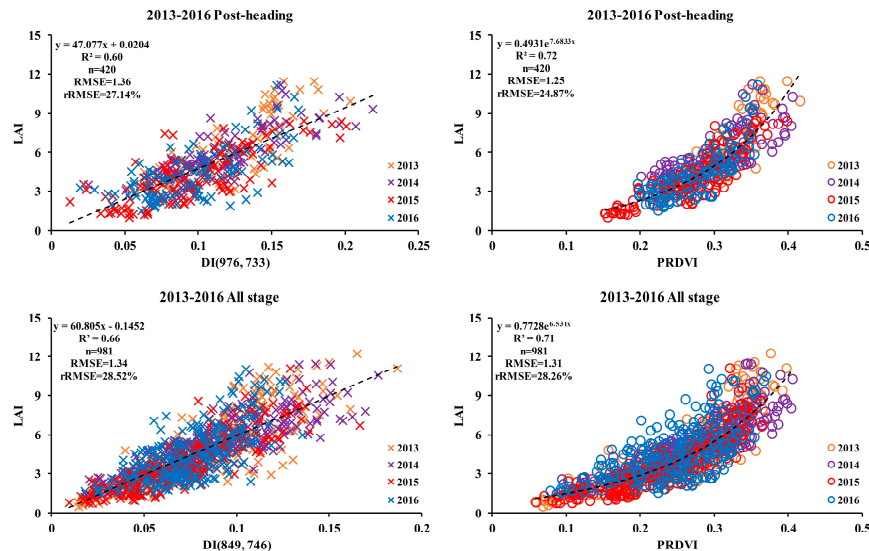 2013-2016 Post-heading
y = 47.077x + 0.0204
R² = 0.60
n=420
RMSE=1.36
rRMSE=27.14%
15
12
9
6
3
0
LAI
0
0.05
0.1
0.15
0.2
0.25
DI(976, 733)
2013
2014
2015
2016
2013-2016 Post-heading
y = 0.4931e^7.6833x
R² = 0.72
n=420
RMSE=1.25
rRMSE=24.87%
15
12
9
6
3
0
LAI
0
0.1
0.2
0.3
0.4
0.5
PRDVI
2013
2014
2015
2016
2013-2016 All stage
y = 60.805x - 0.1452
R² = 0.66
n=981
RMSE=1.34
rRMSE=28.52%
15
12
9
6
3
0
LAI
0
0.05
0.1
0.15
0.2
DI(849, 746)
2013
2014
2015
2016
2013-2016 All stage
y = 0.7728e^6.531x
R² = 0.71
n=981
RMSE=1.31
rRMSE=28.26%
15
12
9
6
3
0
LAI
0
0.1
0.2
0.3
0.4
0.5
PRDVI
2013
2014
2015
2016